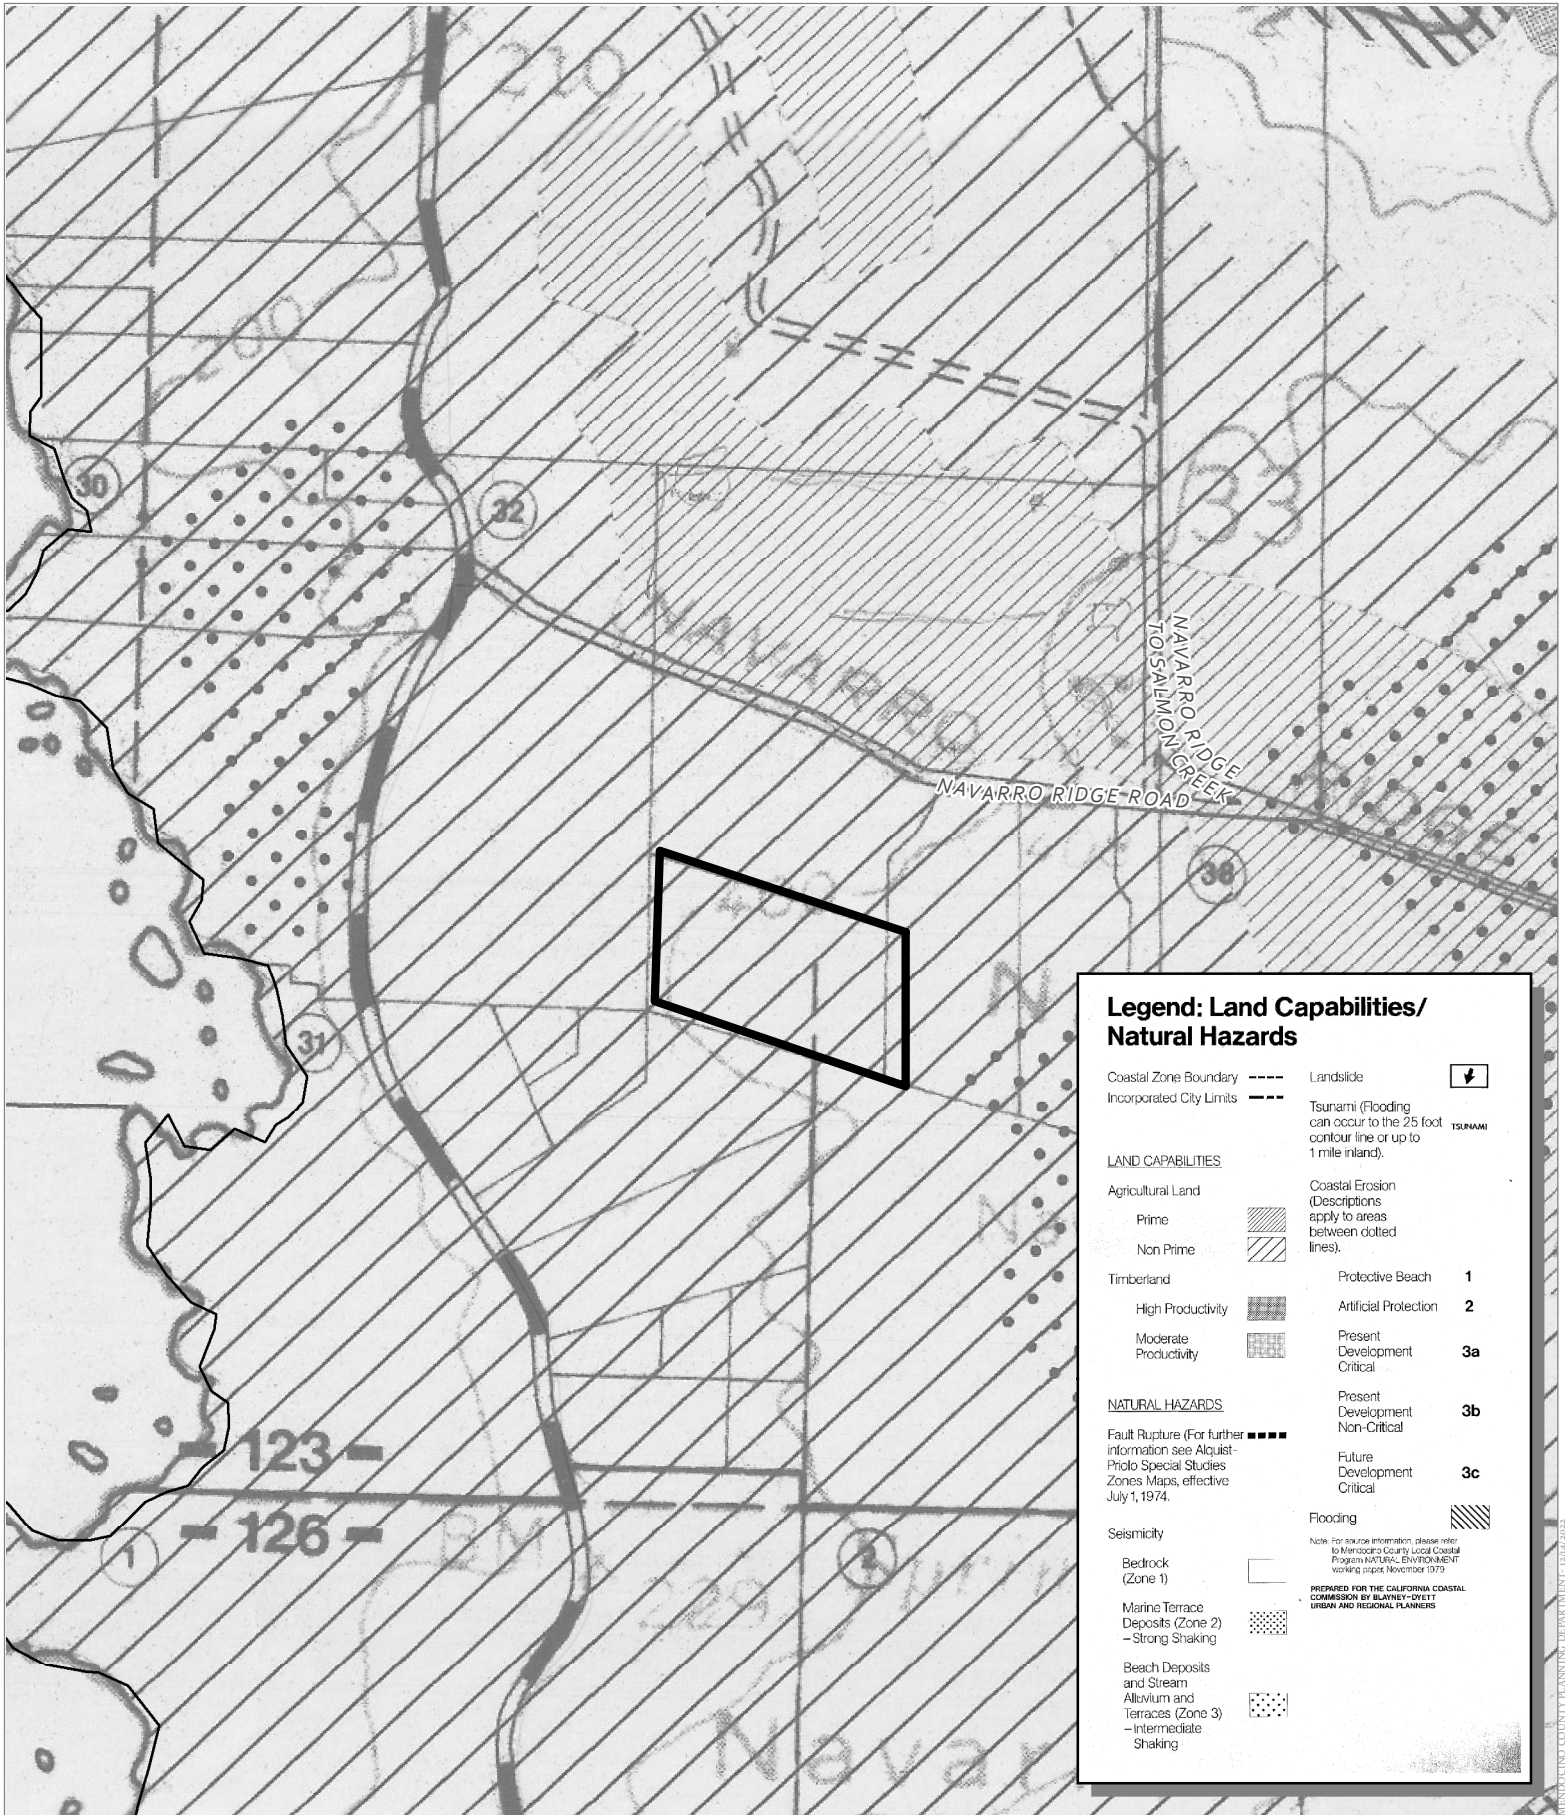 210
30
32
33
NAVARRO
NAVARRO RIDGE
TO SALMON CREEK
NAVARRO RIDGE ROAD
38
400
31
N
Legend: Land Capabilities/
Natural Hazards
Coastal Zone Boundary
Incorporated City Limits
LAND CAPABILITIES
Agricultural Land
Prime
Non Prime
Timberland
High Productivity
Moderate
Productivity
NATURAL HAZARDS
Fault Rupture (For further
information see Alquist-
Priolo Special Studies
Zones Maps, effective
July 1, 1974.
Seismicity
Bedrock
(Zone 1)
Marine Terrace
Deposits (Zone 2)
–Strong Shaking
Beach Deposits
and Stream
Alluvium and
Terraces (Zone 3)
–Intermediate
Shaking
Landslide
Tsunami (Flooding
can occur to the 25 foot
contour line or up to
1 mile inland).
TSUNAMI
Coastal Erosion
(Descriptions
apply to areas
between dotted
lines).
Protective Beach 1
Artificial Protection 2
Present
Development
Critical
3a
Present
Development
Non-Critical
3b
Future
Development
Critical
3c
Flooding
Note: For source information, please refer
to Mendocino County Local Coastal
Program NATURAL ENVIRONMENT
working paper, November 1979
PREPARED FOR THE CALIFORNIA COASTAL
COMMISSION BY BLAYNEY-DYETT
URBAN AND REGIONAL PLANNERS
– 123 –
– 126 –
1
2
BM
229
Navar